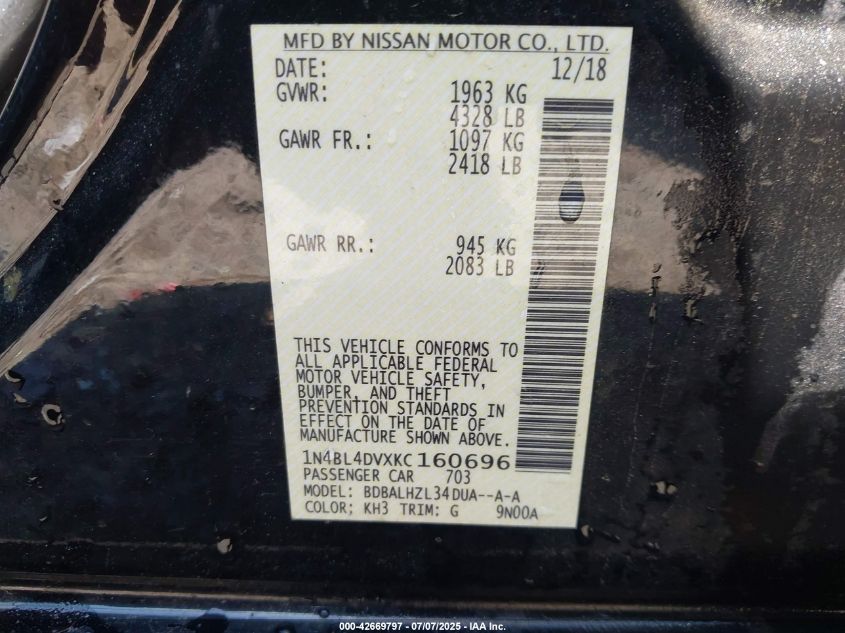 MFD BY NISSAN MOTOR CO., LTD.
DATE: 12/18
GVWR: 1963 KG
4328 LB
GAWR FR.: 1097 KG
2418 LB
GAWR RR.: 945 KG
2083 LB
THIS VEHICLE CONFORMS TO
ALL APPLICABLE FEDERAL
MOTOR VEHICLE SAFETY,
BUMPER, AND THEFT
PREVENTION STANDARDS IN
EFFECT ON THE DATE OF
MANUFACTURE SHOWN ABOVE.
1N4BL4DVXKC160696
PASSENGER CAR 703
MODEL: BDBALHZL34DUA--A-A
COLOR; KH3 TRIM: G 9N00A
000-42669797 - 07/07/2025 - IAA Inc.